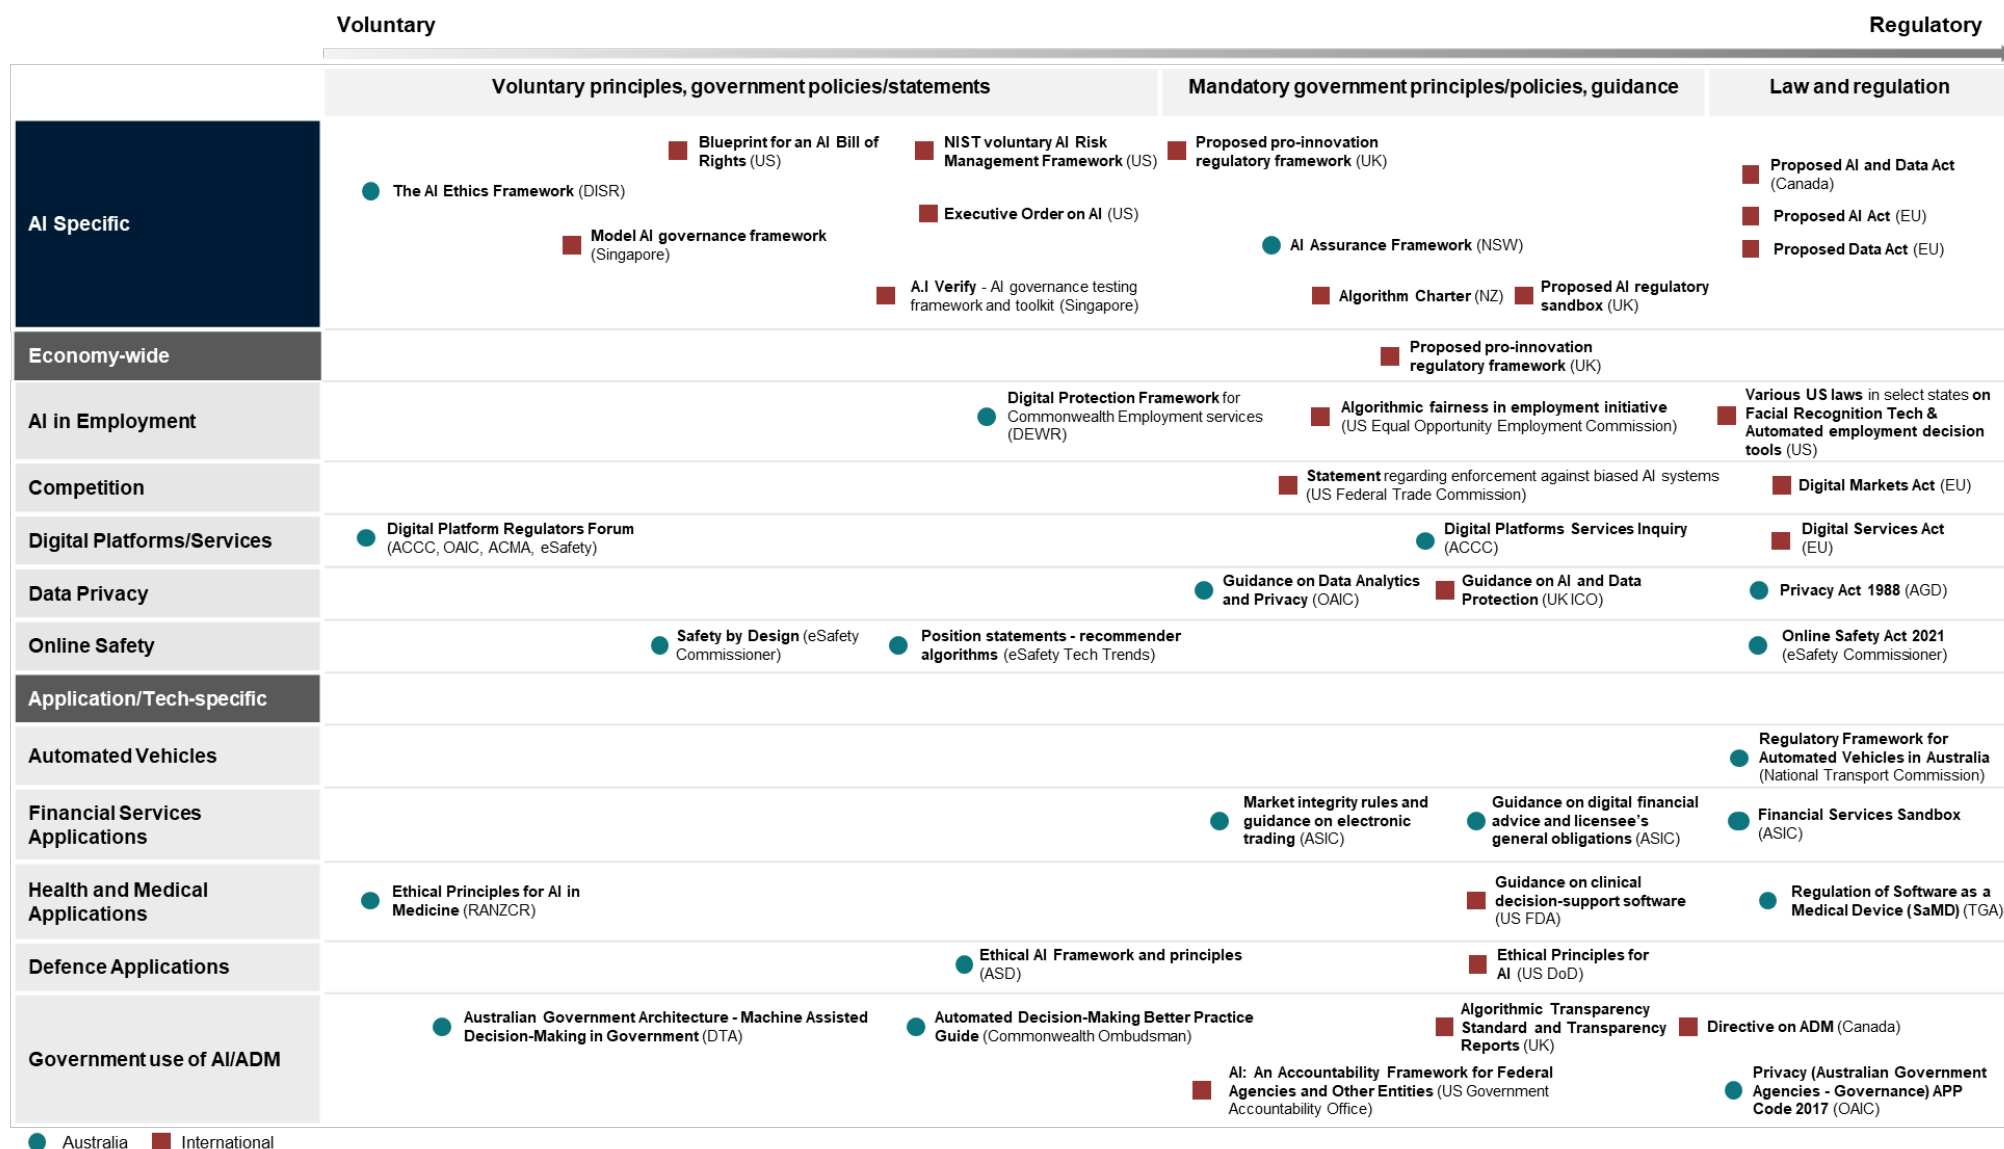 Voluntary
Regulatory
Voluntary principles, government policies/statements
Mandatory government principles/policies, guidance
Law and regulation
AI Specific
Blueprint for an AI Bill of
Rights (US)
NIST voluntary AI Risk
Management Framework (US)
Proposed pro-innovation
regulatory framework (UK)
Proposed AI and Data Act
(Canada)
The AI Ethics Framework (DISR)
Executive Order on AI (US)
Proposed AI Act (EU)
Model AI governance framework
(Singapore)
AI Assurance Framework (NSW)
Proposed Data Act (EU)
A.I Verify - AI governance testing
framework and toolkit (Singapore)
Algorithm Charter (NZ)
Proposed AI regulatory
sandbox (UK)
Economy-wide
Proposed pro-innovation
regulatory framework (UK)
AI in Employment
Digital Protection Framework for
Commonwealth Employment services
(DEWR)
Algorithmic fairness in employment initiative
(US Equal Opportunity Employment Commission)
Various US laws in select states on
Facial Recognition Tech &
Automated employment decision
tools (US)
Competition
Statement regarding enforcement against biased AI systems
(US Federal Trade Commission)
Digital Markets Act (EU)
Digital Platforms/Services
Digital Platform Regulators Forum
(ACCC, OAIC, ACMA, eSafety)
Digital Platforms Services Inquiry
(ACCC)
Digital Services Act
(EU)
Data Privacy
Guidance on Data Analytics
and Privacy (OAIC)
Guidance on AI and Data
Protection (UK ICO)
Privacy Act 1988 (AGD)
Online Safety
Safety by Design (eSafety
Commissioner)
Position statements - recommender
algorithms (eSafety Tech Trends)
Online Safety Act 2021
(eSafety Commissioner)
Application/Tech-specific
Automated Vehicles
Regulatory Framework for
Automated Vehicles in Australia
(National Transport Commission)
Financial Services
Applications
Market integrity rules and
guidance on electronic
trading (ASIC)
Guidance on digital financial
advice and licensee's
general obligations (ASIC)
Financial Services Sandbox
(ASIC)
Health and Medical
Applications
Ethical Principles for AI in
Medicine (RANZCR)
Guidance on clinical
decision-support software
(US FDA)
Regulation of Software as a
Medical Device (SaMD) (TGA)
Defence Applications
Ethical AI Framework and principles
(ASD)
Ethical Principles for
AI (US DoD)
Government use of AI/ADM
Australian Government Architecture - Machine Assisted
Decision-Making in Government (DTA)
Automated Decision-Making Better Practice
Guide (Commonwealth Ombudsman)
Algorithmic Transparency
Standard and Transparency
Reports (UK)
Directive on ADM (Canada)
AI: An Accountability Framework for Federal
Agencies and Other Entities (US Government
Accountability Office)
Privacy (Australian Government
Agencies - Governance) APP
Code 2017 (OAIC)
Australia
International